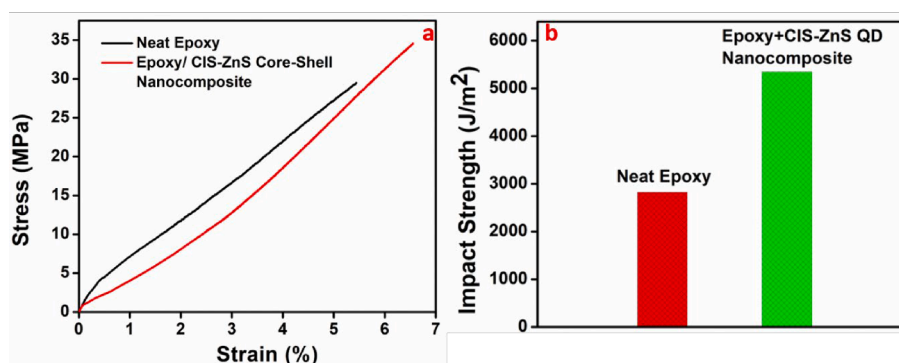 a
Neat Epoxy
Epoxy/ CIS-ZnS Core-Shell
Nanocomposite
35
30
25
20
15
10
5
0
Stress (MPa)
0 1 2 3 4 5 6 7
Strain (%)
b
Epoxy+CIS-ZnS QD
Nanocomposite
Neat Epoxy
6000
5000
4000
3000
2000
1000
0
Impact Strength (J/m²)